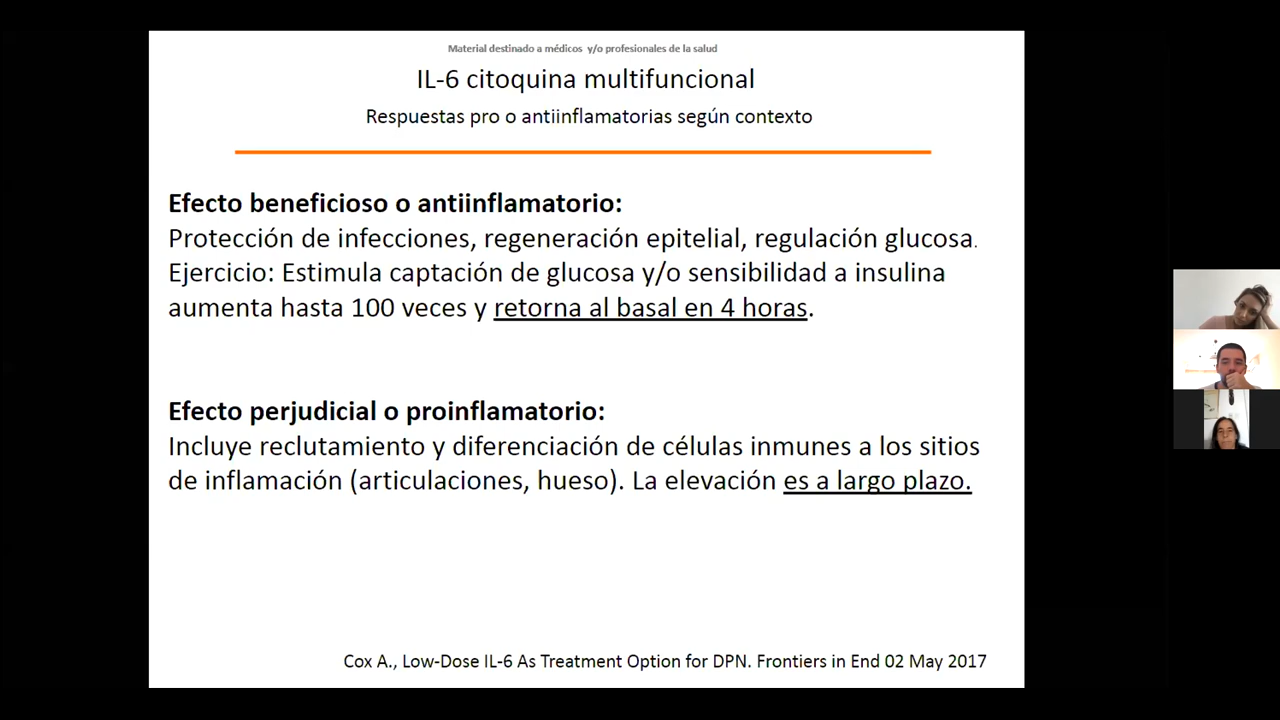 Material destinado a médicos y/o profesionales de la salud
IL-6 citoquina multifuncional
Respuestas pro o antiinflamatorias según contexto
Efecto beneficioso o antiinflamatorio:
Protección de infecciones, regeneración epitelial, regulación glucosa.
Ejercicio: Estimula captación de glucosa y/o sensibilidad a insulina
aumenta hasta 100 veces y retorna al basal en 4 horas.
Efecto perjudicial o proinflamatorio:
Incluye reclutamiento y diferenciación de células inmunes a los sitios
de inflamación (articulaciones, hueso). La elevación es a largo plazo.
Cox A., Low-Dose IL-6 As Treatment Option for DPN. Frontiers in End 02 May 2017